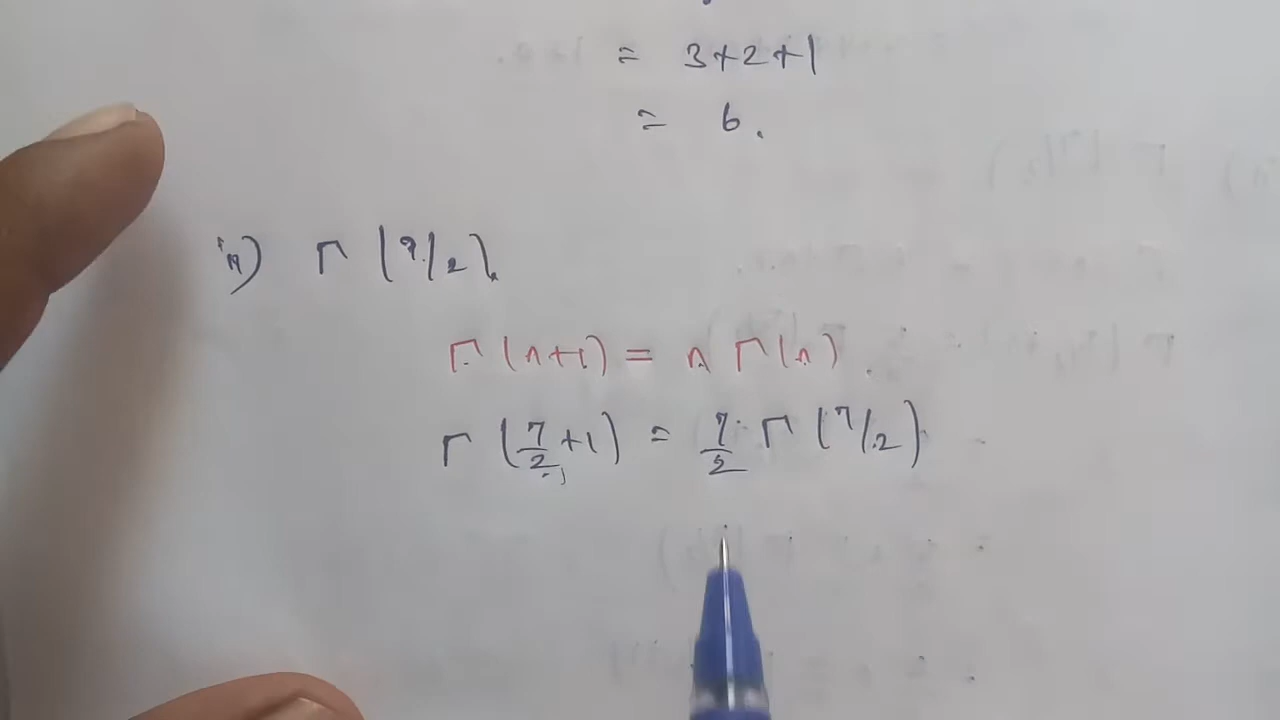 = 3+2+1
= 6.
ii) Γ (9/2)
Γ (n+1) = n Γ(n).
Γ (7/2 +1) = 7/2 Γ (7/2)